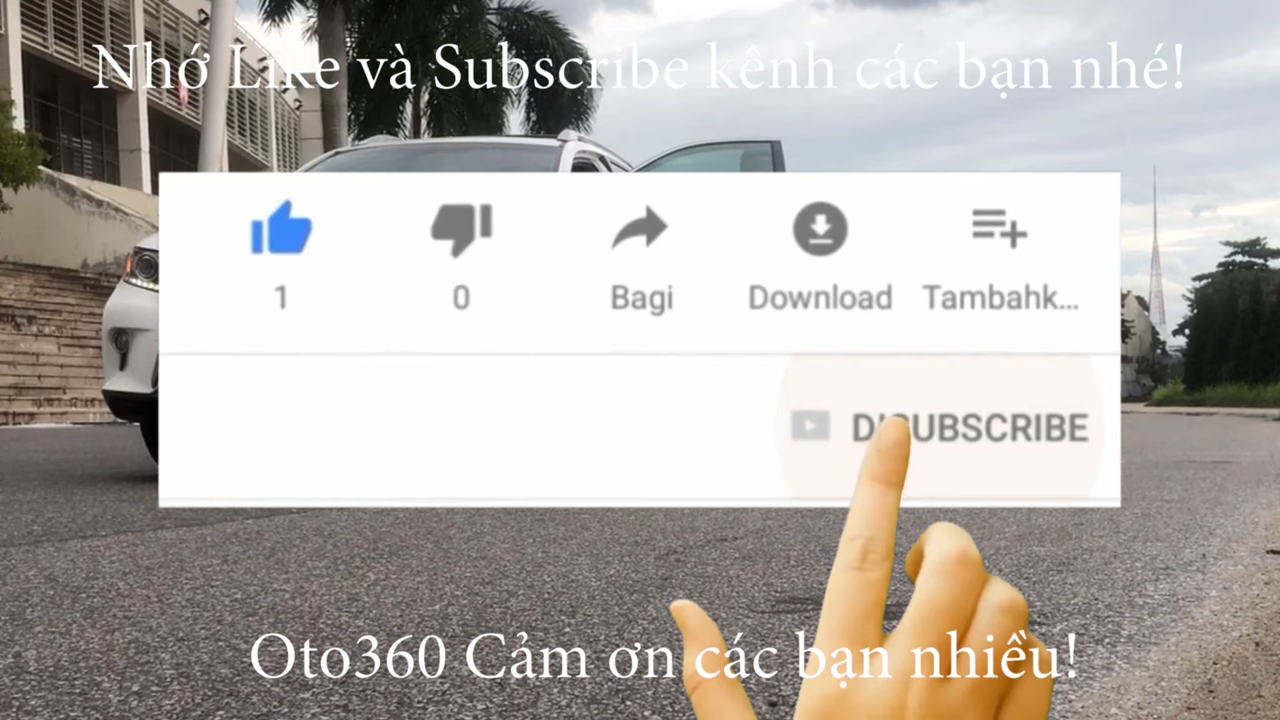 Nhớ Like và Subscribe kênh các bạn nhé!
1
0
Bagi
Download
Tambahk...
Oto360 Cảm ơn các bạn nhiều!